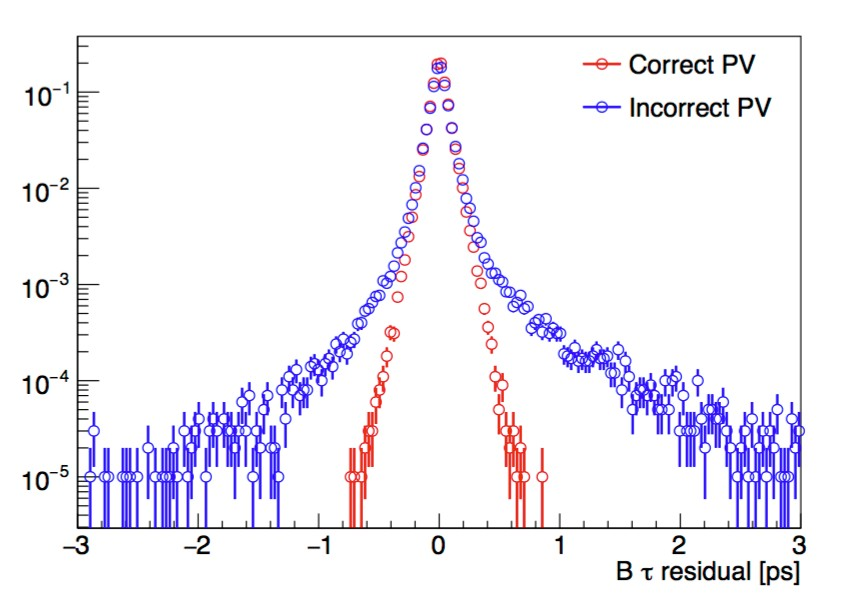 Correct PV
Incorrect PV
10⁻¹
10⁻²
10⁻³
10⁻⁴
10⁻⁵
−3 −2 −1 0 1 2 3
B τ residual [ps]